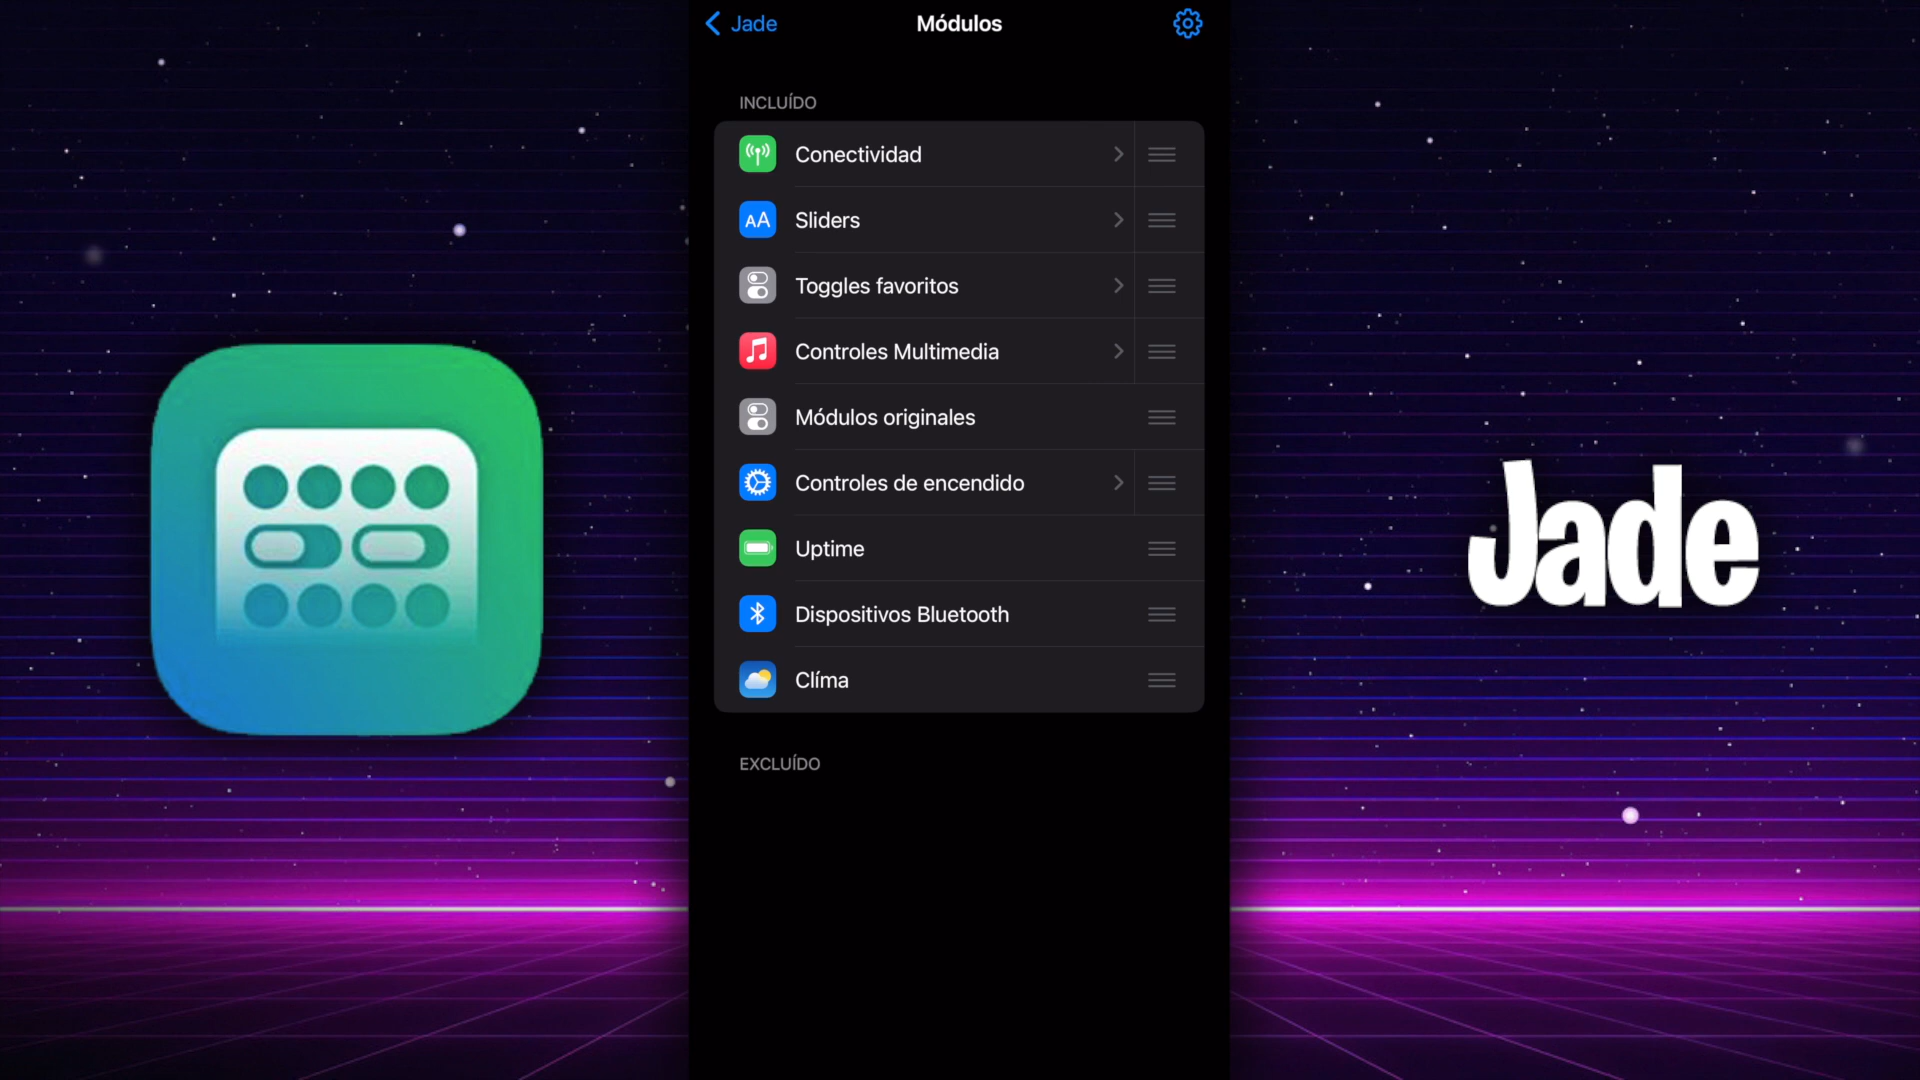 Jade
Módulos
INCLUÍDO
Conectividad
AA Sliders
Toggles favoritos
Controles Multimedia
Módulos originales
Controles de encendido
Uptime
Dispositivos Bluetooth
Clíma
EXCLUÍDO
Jade